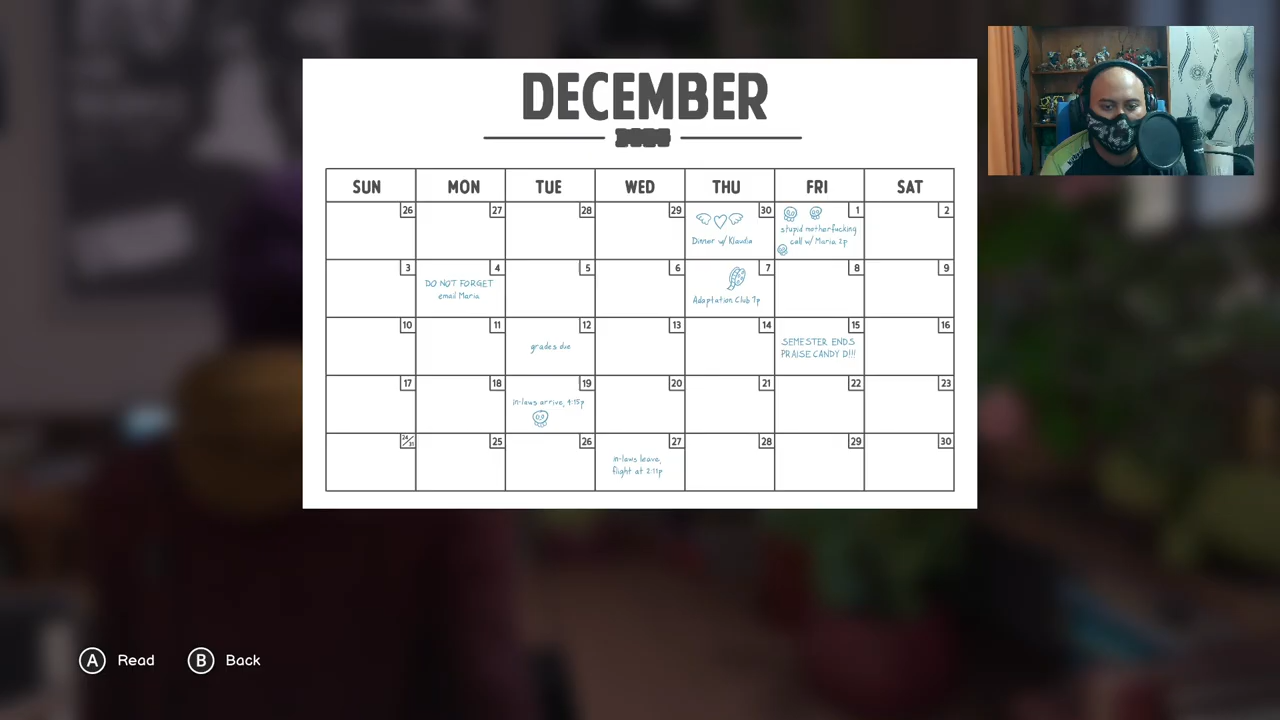 DECEMBER
SUN MON TUE WED THU FRI SAT
26 27 28 29 30 1 2
Dinner w/ Klaudia
stupid motherfucking
call w/ Maria 2p
3 4 5 6 7 8 9
DO NOT FORGET
email Maria
Adaptation Club 7p
10 11 12 13 14 15 16
grades due
SEMESTER ENDS
PRAISE CANDY D!!!
17 18 19 20 21 22 23
in-laws arrive, 4:15p
24/31 25 26 27 28 29 30
in-laws leave,
flight at 2:11p
A Read B Back